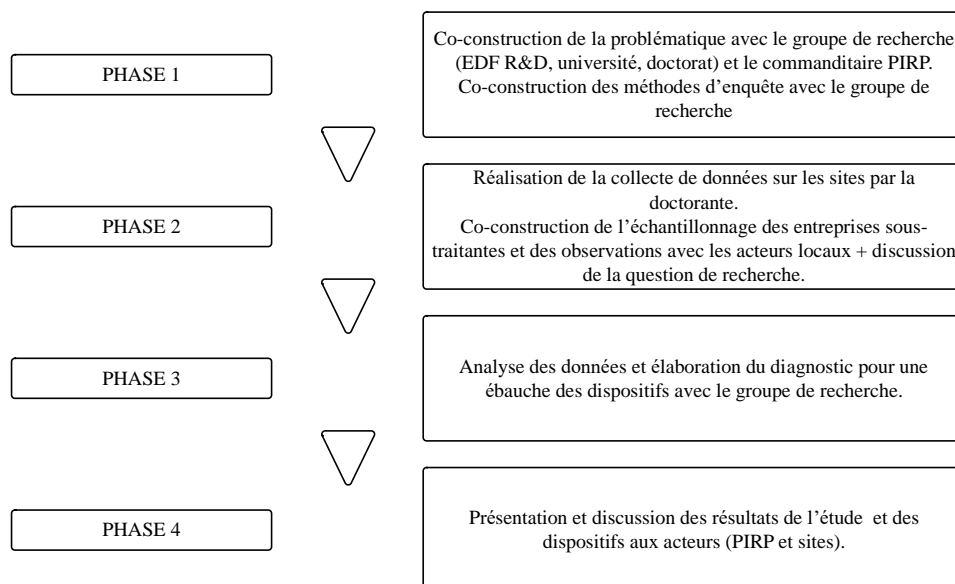 PHASE 1
Co-construction de la problématique avec le groupe de recherche
(EDF R&D, université, doctorat) et le commanditaire PIRP.
Co-construction des méthodes d’enquête avec le groupe de
recherche
PHASE 2
Réalisation de la collecte de données sur les sites par la
doctorante.
Co-construction de l’échantillonnage des entreprises sous-
traitantes et des observations avec les acteurs locaux + discussion
de la question de recherche.
PHASE 3
Analyse des données et élaboration du diagnostic pour une
ébauche des dispositifs avec le groupe de recherche.
PHASE 4
Présentation et discussion des résultats de l’étude et des
dispositifs aux acteurs (PIRP et sites).